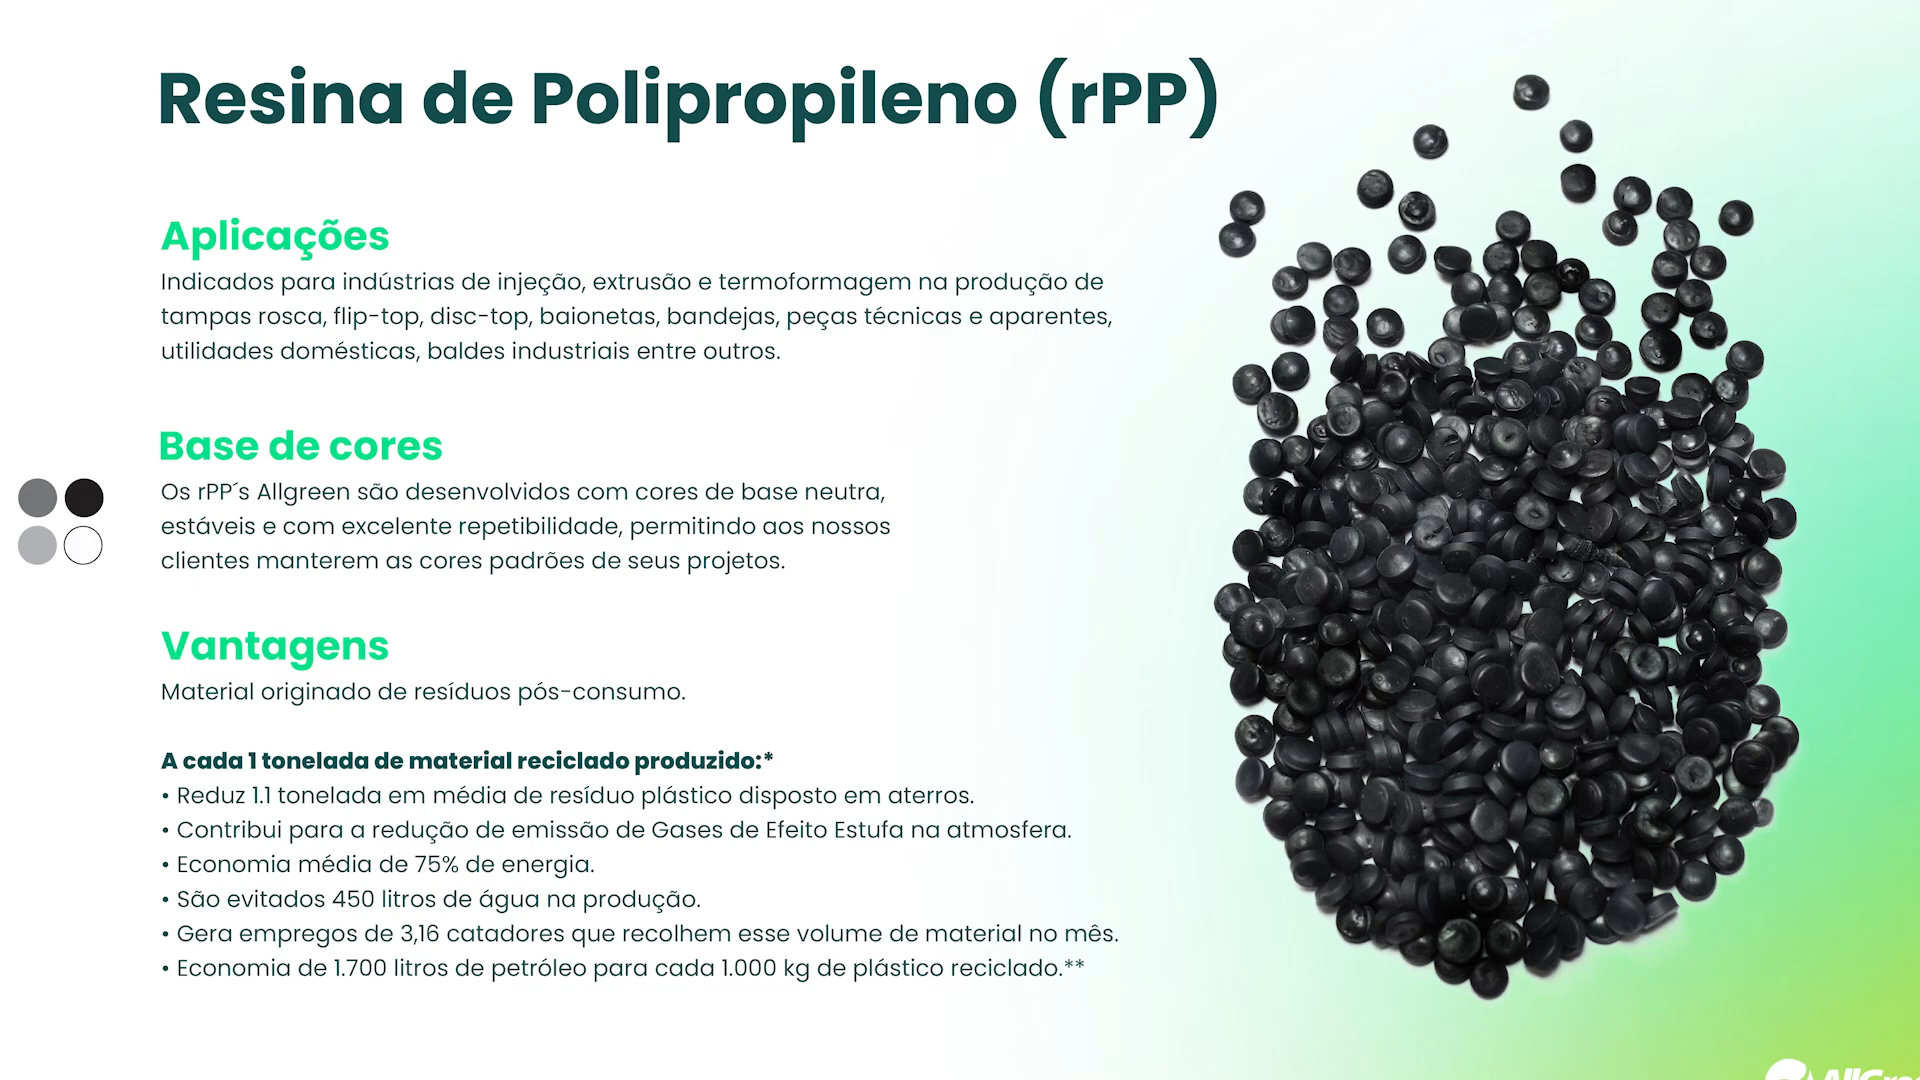 Resina de Polipropileno (rPP)
Aplicações
Indicados para indústrias de injeção, extrusão e termoformagem na produção de
tampas rosca, flip-top, disc-top, baionetas, bandejas, peças técnicas e aparentes,
utilidades domésticas, baldes industriais entre outros.
Base de cores
Os rPP´s Allgreen são desenvolvidos com cores de base neutra,
estáveis e com excelente repetibilidade, permitindo aos nossos
clientes manterem as cores padrões de seus projetos.
Vantagens
Material originado de resíduos pós-consumo.
A cada 1 tonelada de material reciclado produzido:*
• Reduz 1.1 tonelada em média de resíduo plástico disposto em aterros.
• Contribui para a redução de emissão de Gases de Efeito Estufa na atmosfera.
• Economia média de 75% de energia.
• São evitados 450 litros de água na produção.
• Gera empregos de 3,16 catadores que recolhem esse volume de material no mês.
• Economia de 1.700 litros de petróleo para cada 1.000 kg de plástico reciclado.**